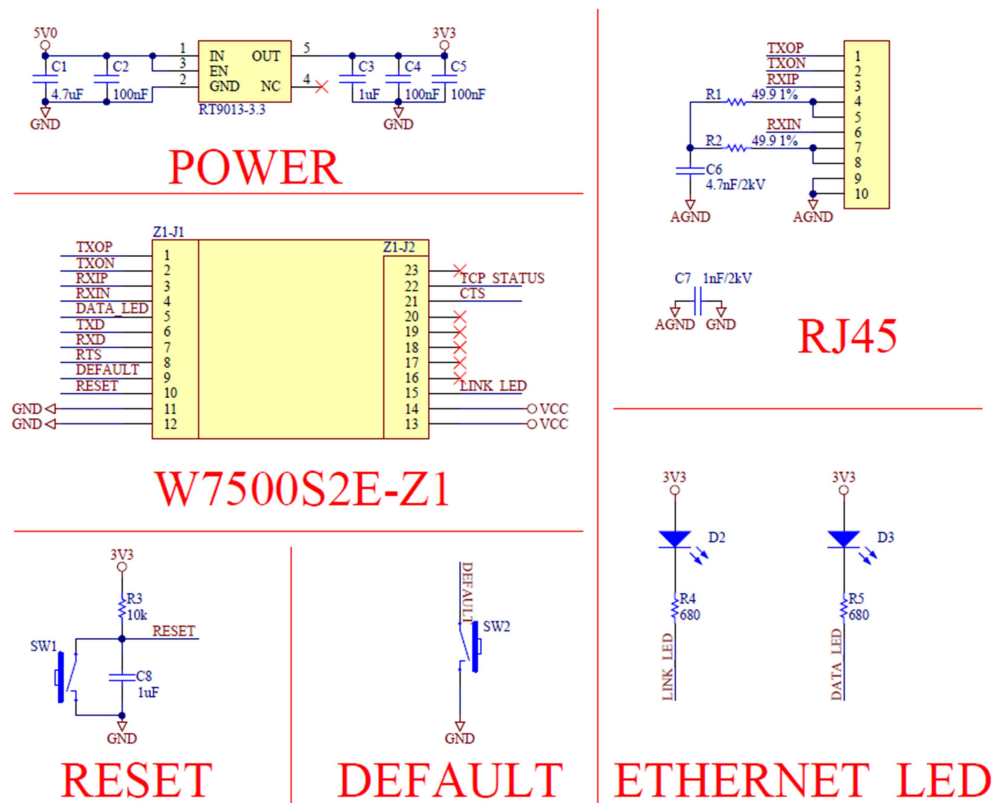 5V0
3V3
1 IN OUT 5
3 EN
2 GND NC 4
C1 C2 C3 C4 C5
4.7uF 100nF 1uF 100nF 100nF
RT9013-3.3
GND GND
POWER
TXOP 1
TXON 2
RXIP 3
R1 49.9 1% 4
5
RXIN 6
R2 49.9 1% 7
8
C6 9
4.7nF/2kV 10
AGND AGND
C7 1nF/2kV
AGND GND
RJ45
Z1-J1 Z1-J2
TXOP 1
TXON 2 23
RXIP 3 22 TCP_STATUS
RXIN 4 21 CTS
DATA_LED 5 20
TXD 6 19
RXD 7 18
RTS 8 17
DEFAULT 9 16
RESET 10 15 LINK_LED
GND 11 14 VCC
GND 12 13 VCC
W7500S2E-Z1
3V3
R3
10k
RESET
SW1
C8
1uF
GND
RESET
DEFAULT
SW2
GND
DEFAULT
3V3 3V3
D2 D3
R4 R5
680 680
LINK_LED DATA_LED
ETHERNET LED